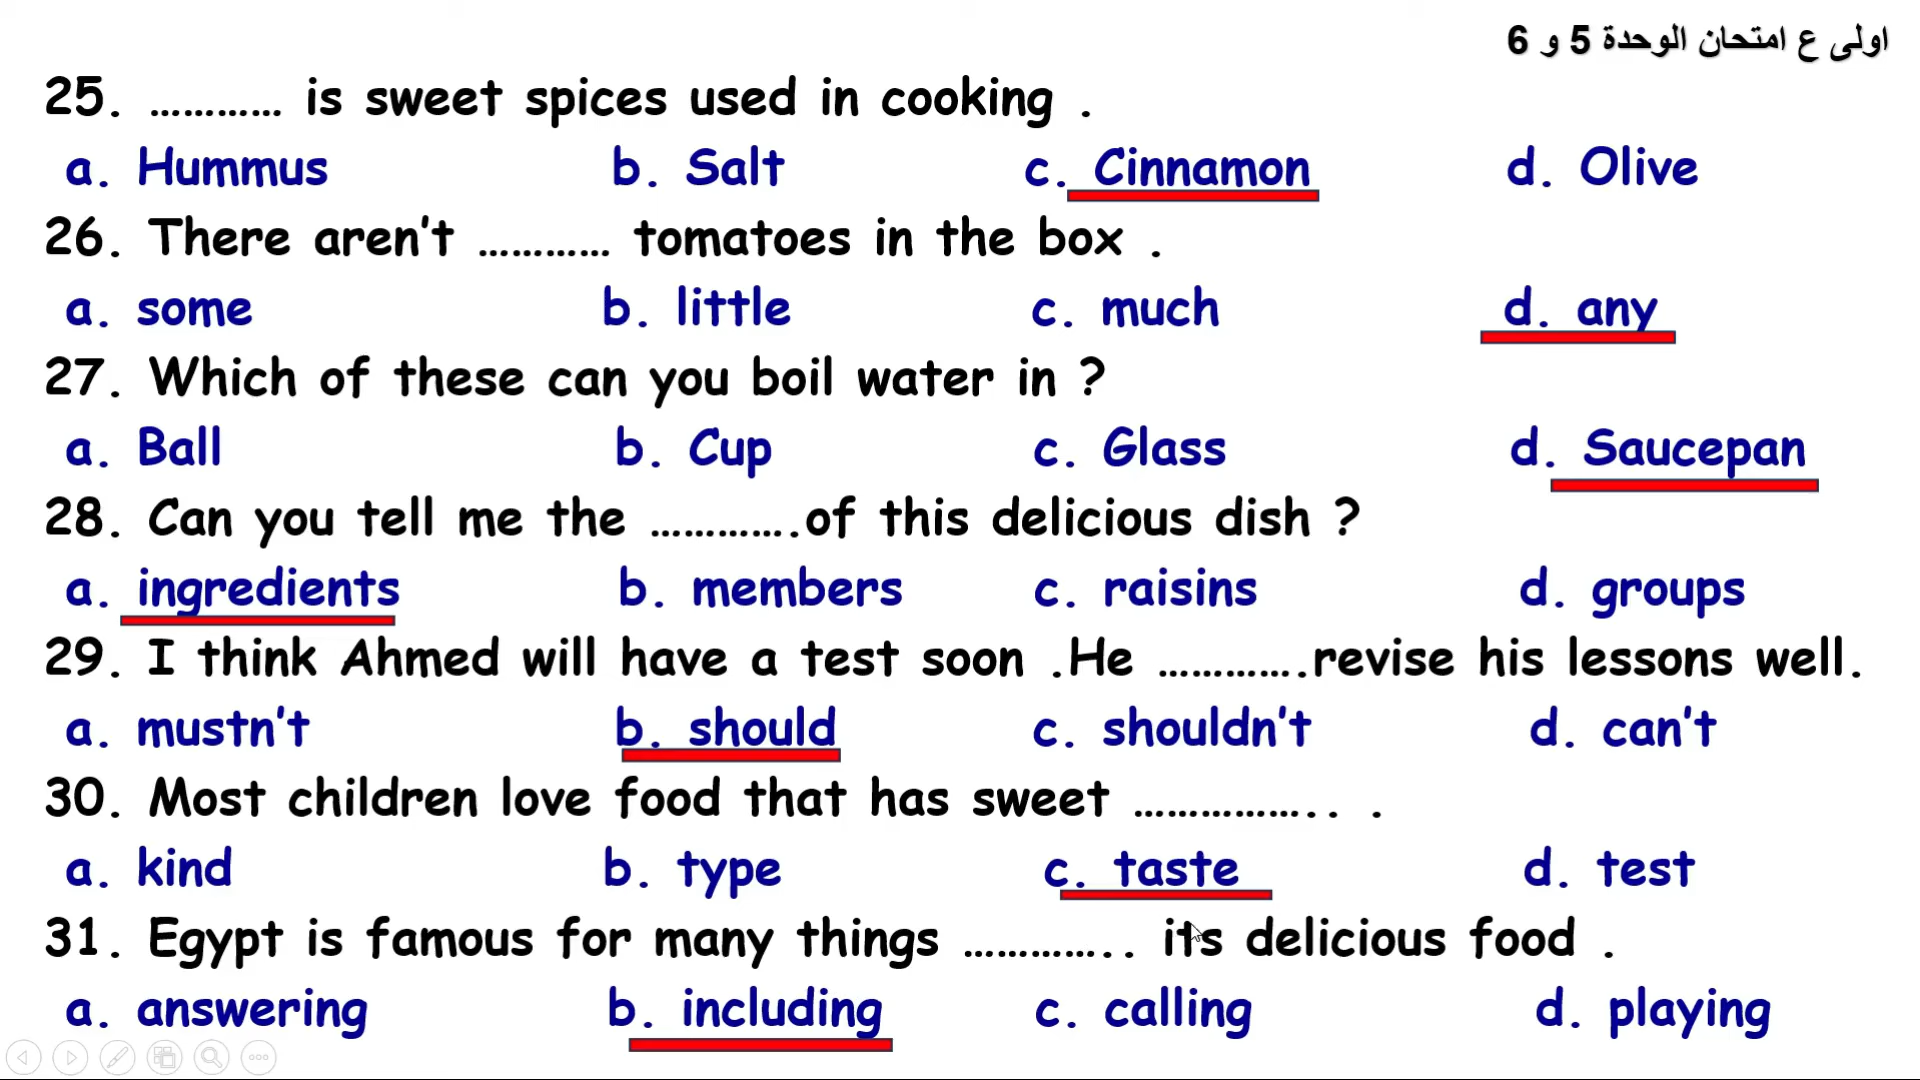 اولى ع امتحان الوحدة 5 و 6
25. ………… is sweet spices used in cooking .
a. Hummus b. Salt c. Cinnamon d. Olive
26. There aren't ………… tomatoes in the box .
a. some b. little c. much d. any
27. Which of these can you boil water in ?
a. Ball b. Cup c. Glass d. Saucepan
28. Can you tell me the ………….of this delicious dish ?
a. ingredients b. members c. raisins d. groups
29. I think Ahmed will have a test soon .He ………….revise his lessons well.
a. mustn't b. should c. shouldn't d. can't
30. Most children love food that has sweet …………….. .
a. kind b. type c. taste d. test
31. Egypt is famous for many things ………….. its delicious food .
a. answering b. including c. calling d. playing